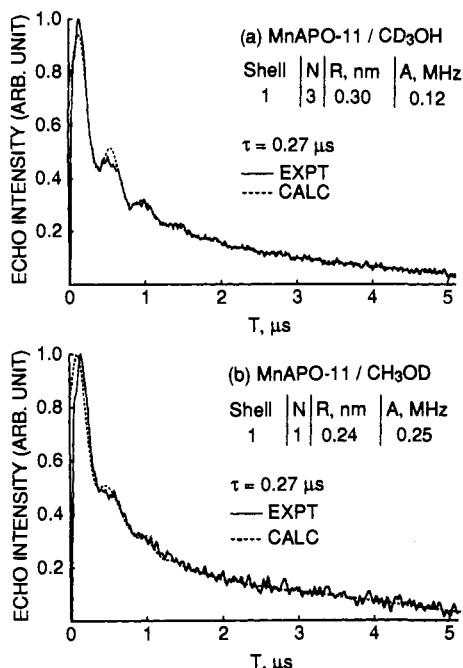 ECHO INTENSITY (ARB. UNIT)
1.0
0.8
0.6
0.4
0.2
(a) MnAPO-11 / CD₃OH
Shell N R, nm A, MHz
1 3 0.30 0.12
τ = 0.27 μs
EXPT
CALC
0 1 2 3 4 5
T, μs
ECHO INTENSITY (ARB. UNIT)
1.0
0.8
0.6
0.4
0.2
(b) MnAPO-11 / CH₃OD
Shell N R, nm A, MHz
1 1 0.24 0.25
τ = 0.27 μs
EXPT
CALC
0 1 2 3 4 5
T, μs